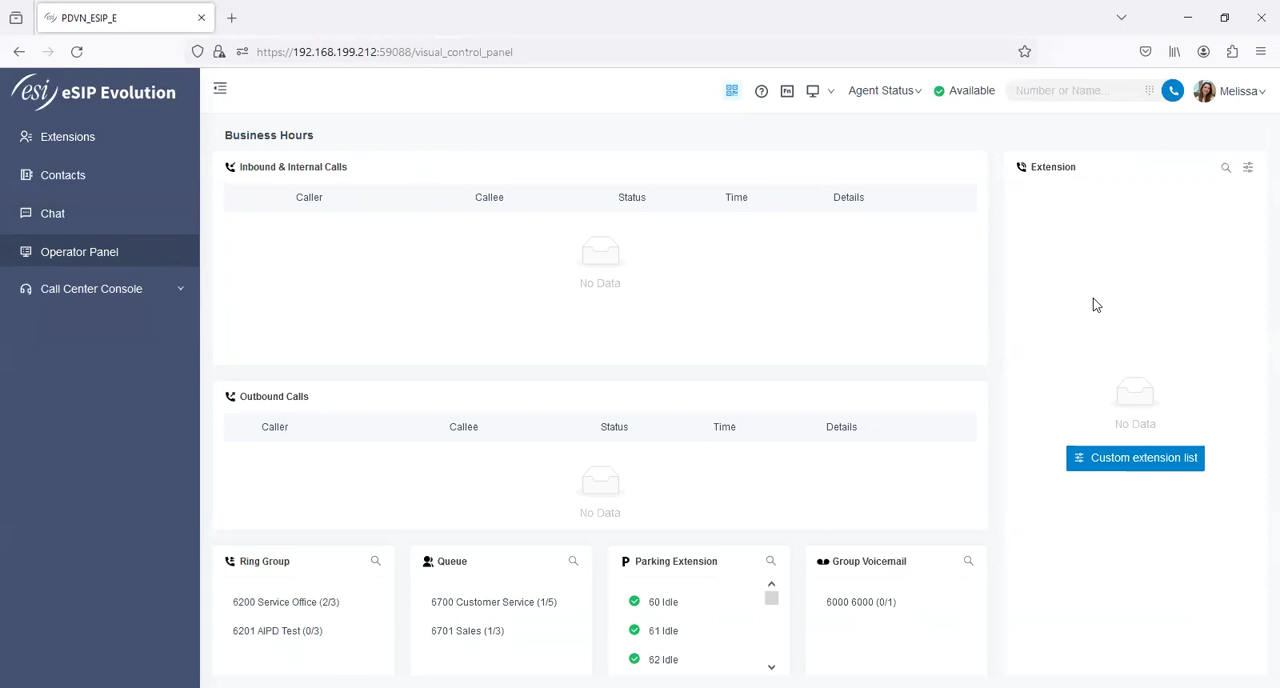 PDVN_ESIP_E
https://192.168.199.212:59088/visual_control_panel
esi eSIP Evolution
Agent Status
Available
Number or Name...
Melissa
Extensions
Contacts
Chat
Operator Panel
Call Center Console
Business Hours
Inbound & Internal Calls
Caller Callee Status Time Details
No Data
Outbound Calls
Caller Callee Status Time Details
No Data
Extension
No Data
Custom extension list
Ring Group
6200 Service Office (2/3)
6201 AIPD Test (0/3)
Queue
6700 Customer Service (1/5)
6701 Sales (1/3)
Parking Extension
60 Idle
61 Idle
62 Idle
Group Voicemail
6000 6000 (0/1)